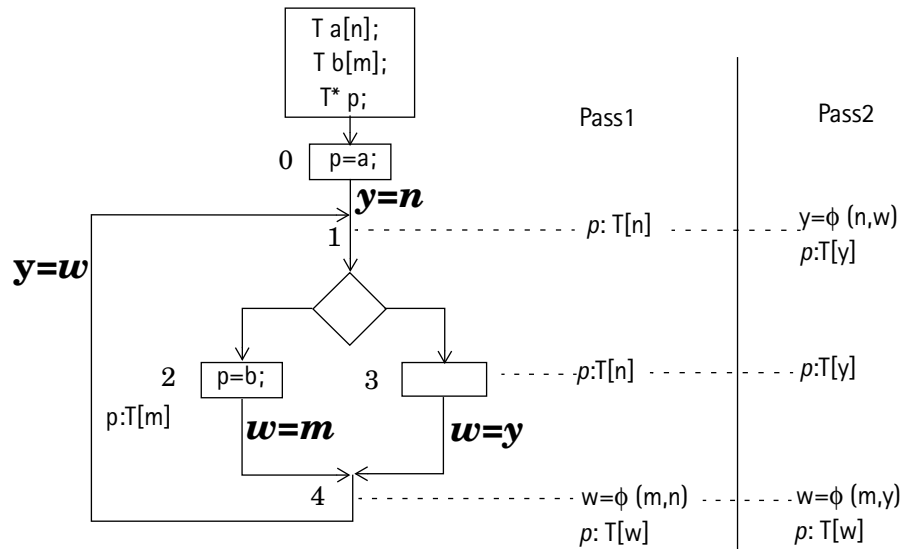 T a[n];
T b[m];
T* p;
Pass1
Pass2
0
p=a;
y=n
1
p: T[n]
y=ϕ (n,w)
p:T[y]
y=w
2
p=b;
3
p:T[n]
p:T[y]
p:T[m]
w=m
w=y
4
w=ϕ (m,n)
w=ϕ (m,y)
p: T[w]
p: T[w]